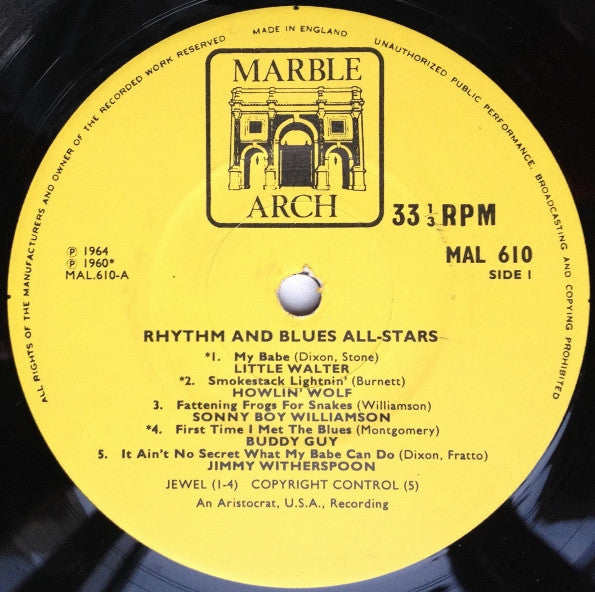 ALL RIGHTS OF THE MANUFACTURERS AND OWNER OF THE RECORDED WORK RESERVED
MADE IN ENGLAND
UNAUTHORIZED PUBLIC PERFORMANCE, BROADCASTING AND COPYING PROHIBITED
MARBLE
ARCH
33 1/3 RPM
MAL 610
SIDE 1
℗ 1964
℗ 1960*
MAL.610-A
RHYTHM AND BLUES ALL-STARS
*1. My Babe (Dixon, Stone)
LITTLE WALTER
*2. Smokestack Lightnin' (Burnett)
HOWLIN' WOLF
3. Fattening Frogs For Snakes (Williamson)
SONNY BOY WILLIAMSON
*4. First Time I Met The Blues (Montgomery)
BUDDY GUY
5. It Ain't No Secret What My Babe Can Do (Dixon, Fratto)
JIMMY WITHERSPOON
JEWEL (1-4) COPYRIGHT CONTROL (5)
An Aristocrat, U.S.A., Recording